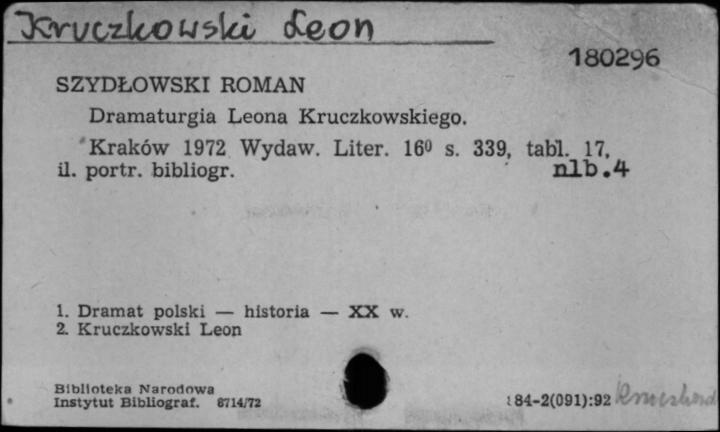 Kruczkowski Leon
180296
SZYDŁOWSKI ROMAN
Dramaturgia Leona Kruczkowskiego.
Kraków 1972 Wydaw. Liter. 16⁰ s. 339, tabl. 17,
il. portr. bibliogr. nlb.4
1. Dramat polski — historia — XX w.
2. Kruczkowski Leon
Biblioteka Narodowa
Instytut Bibliograf. 8714/72
84-2(091):92